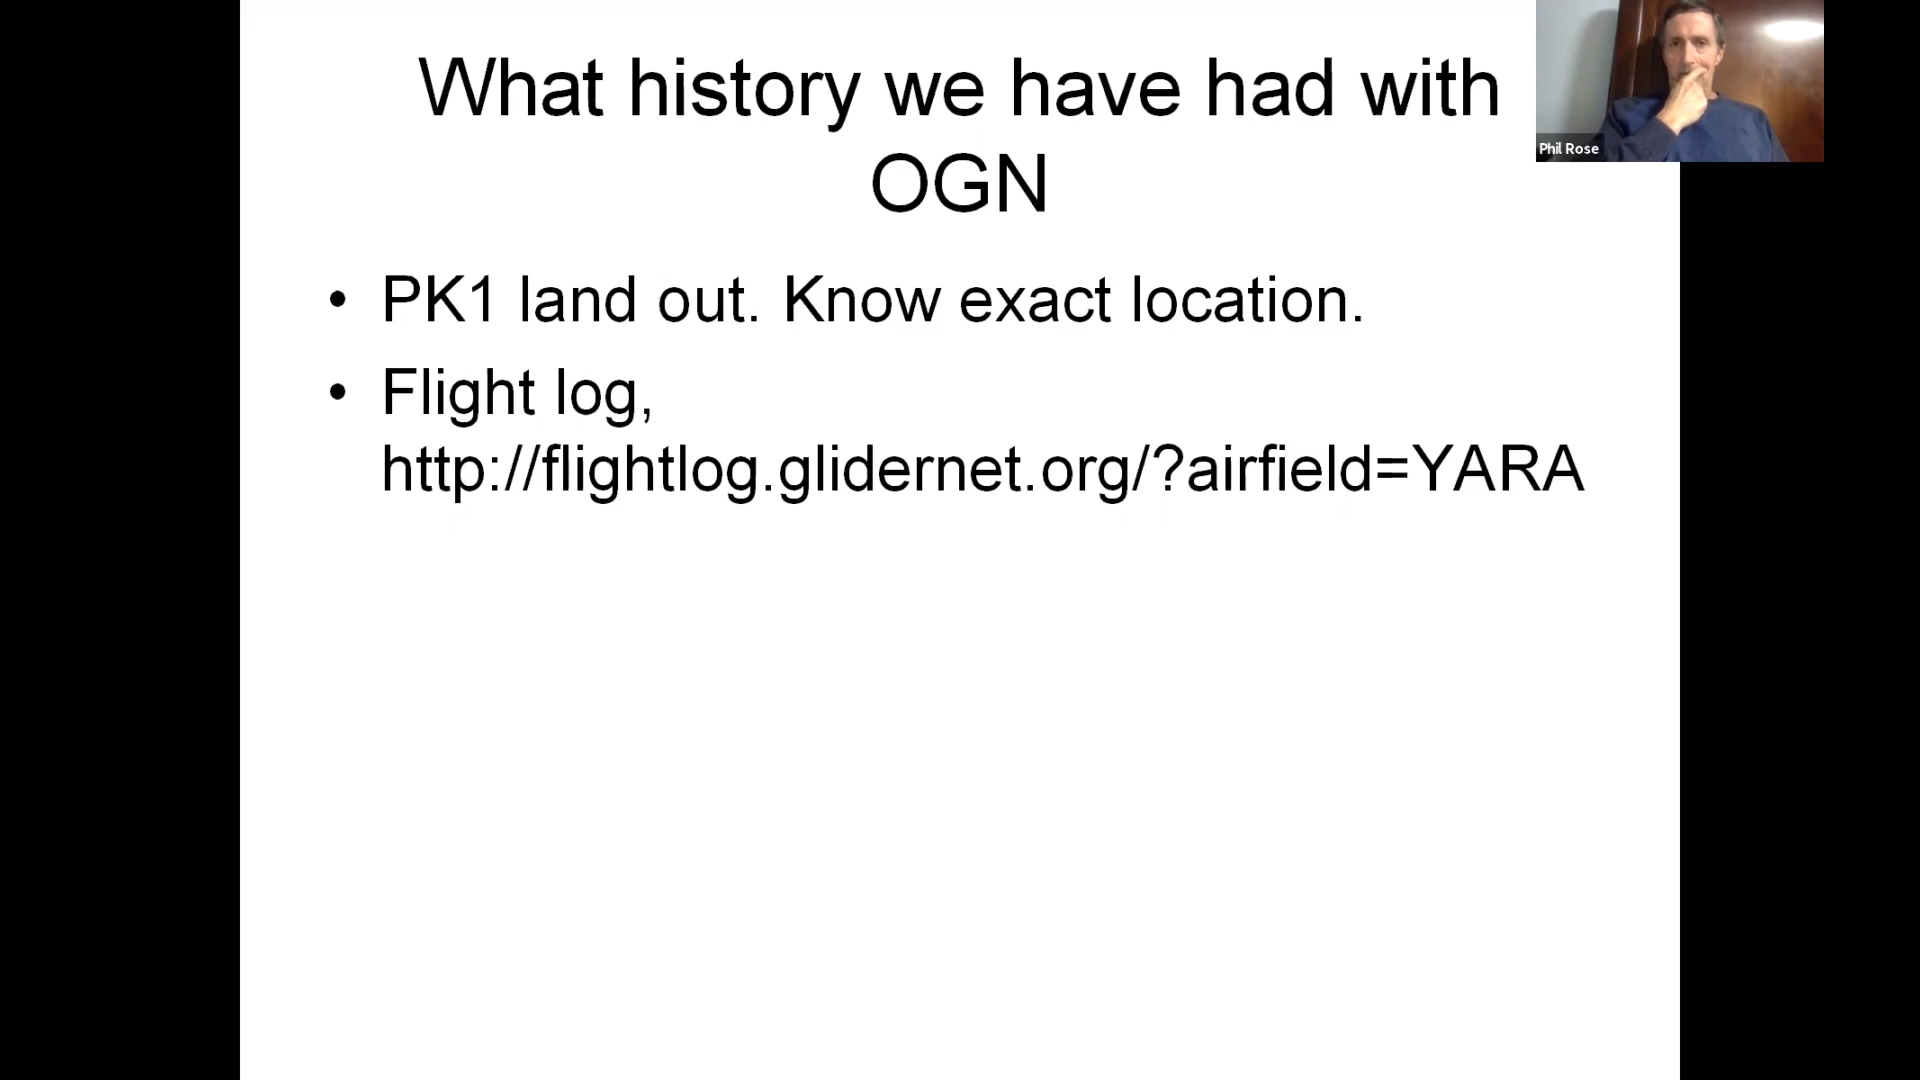 What history we have had with
OGN
Phil Rose
• PK1 land out. Know exact location.
• Flight log,
http://flightlog.glidernet.org/?airfield=YARA